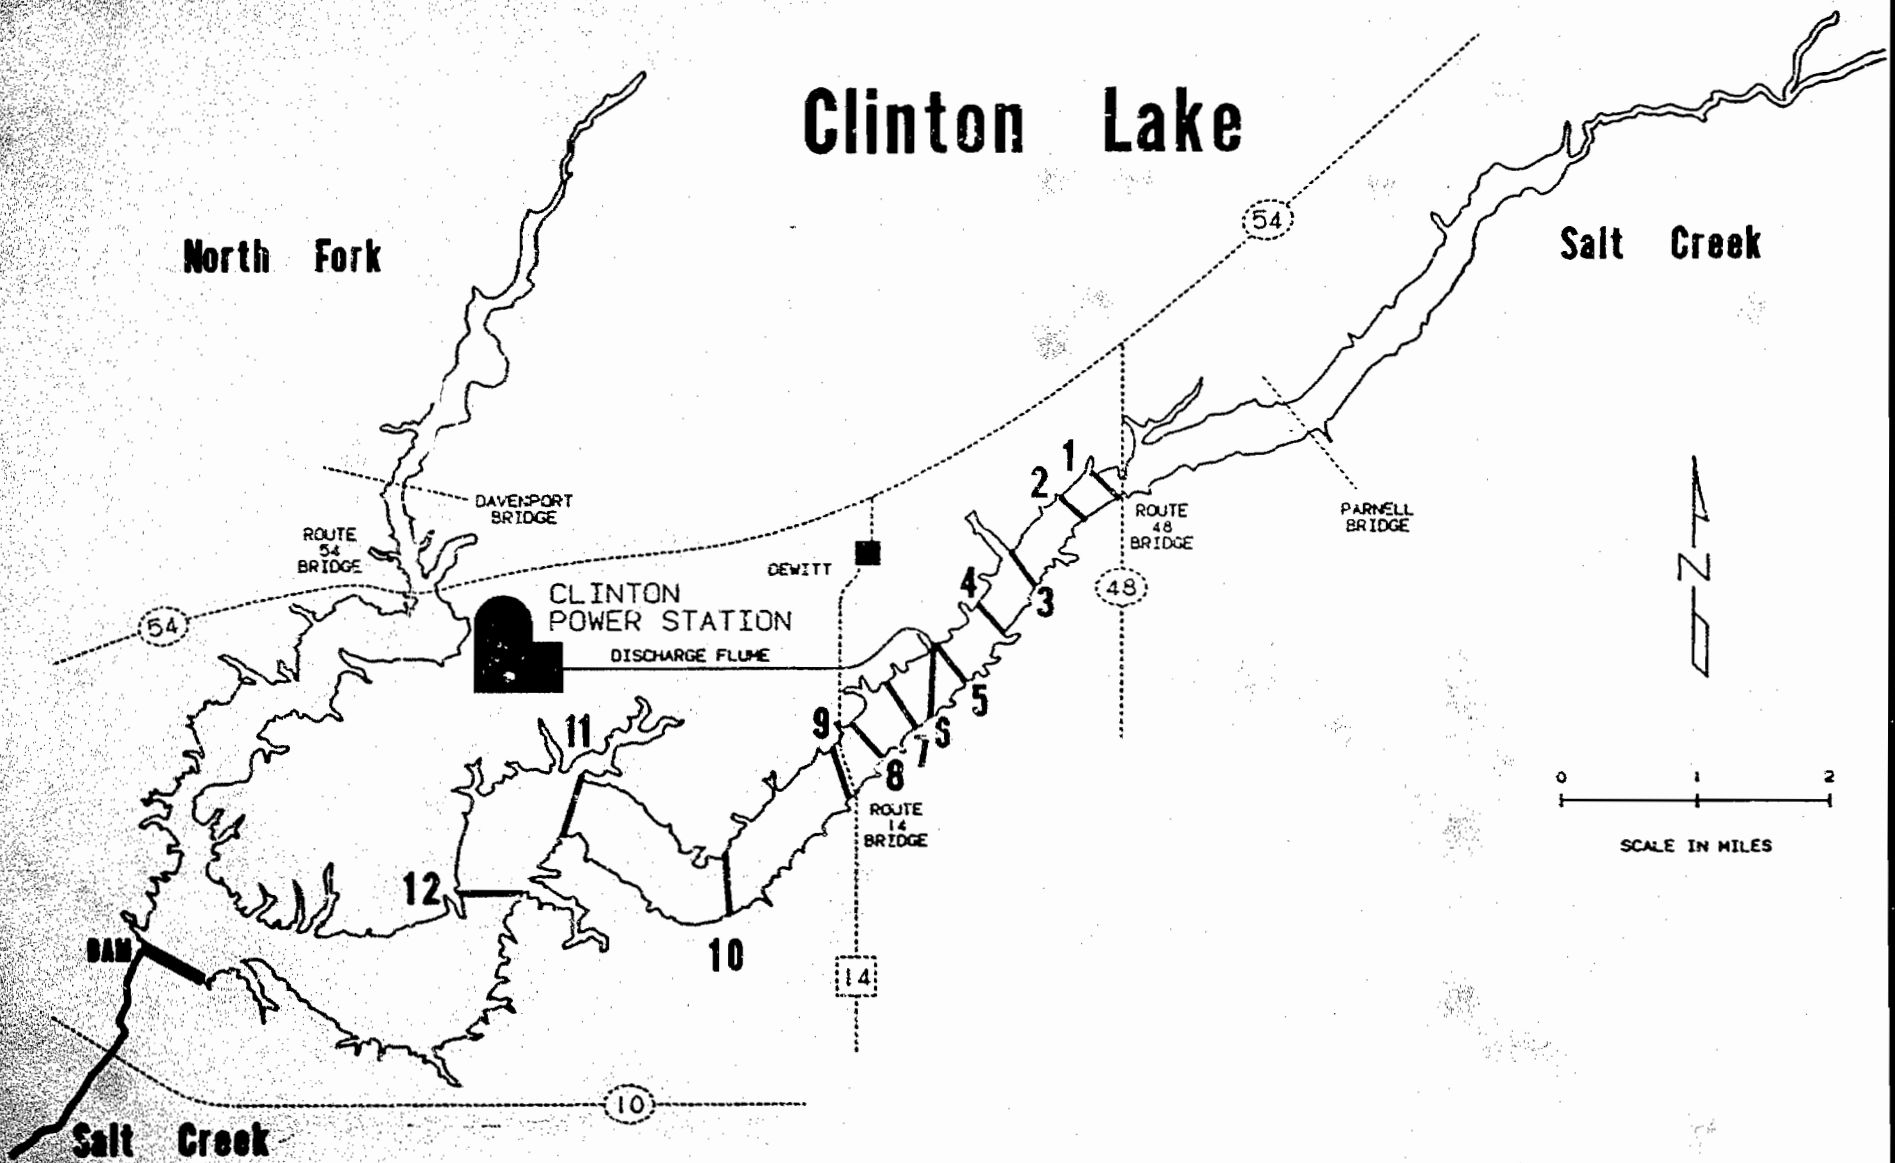 Clinton Lake
54
North Fork
Salt Creek
1
2
DAVENPORT
BRIDGE
ROUTE
54
BRIDGE
ROUTE
48
BRIDGE
PARNELL
BRIDGE
N
DEWITT
4
3
48
CLINTON
POWER STATION
54
DISCHARGE FLUME
5
9
11
S
7
8
0 1 2
ROUTE
14
BRIDGE
SCALE IN MILES
12
10
DAM
14
10
Salt Creek